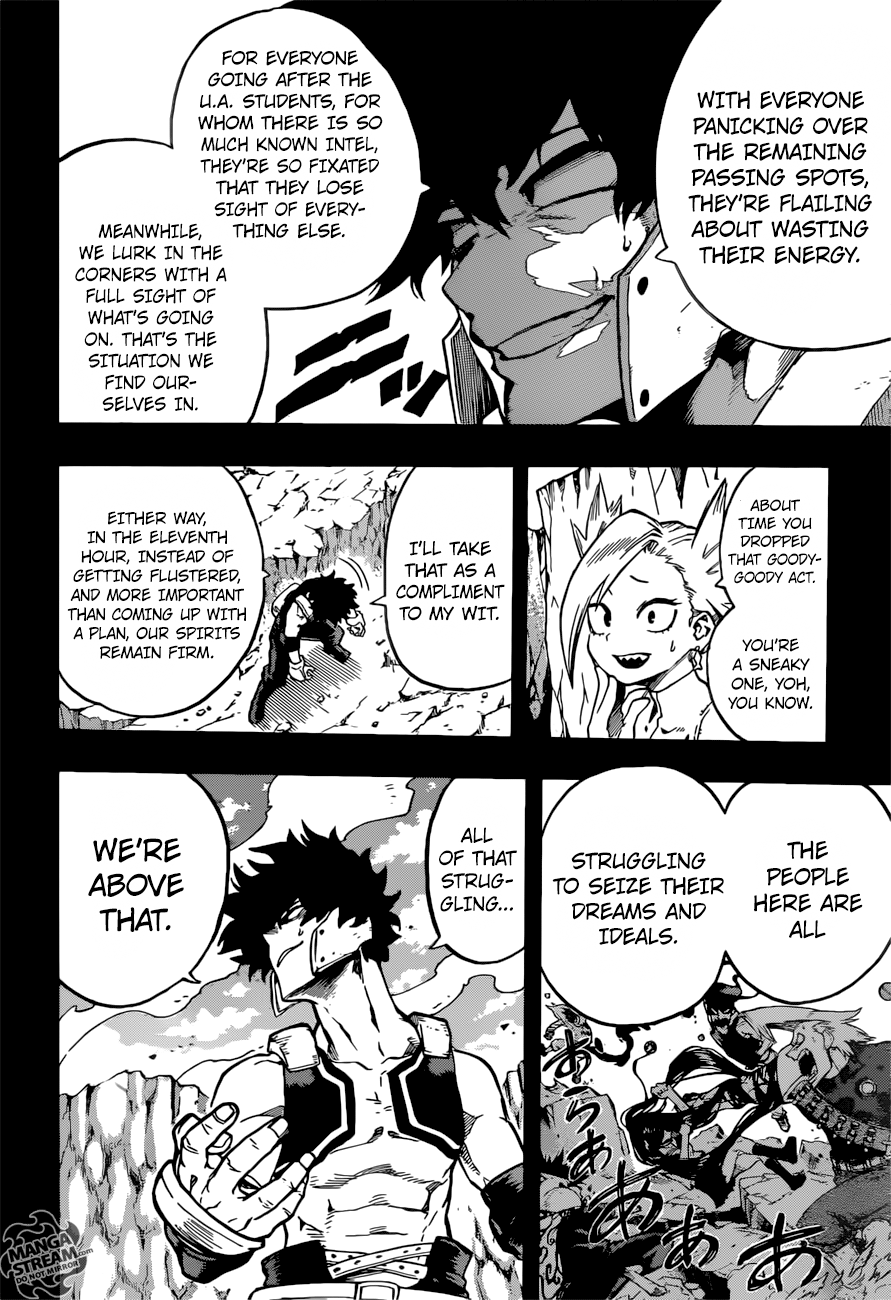 WITH EVERYONE
PANICKING OVER
THE REMAINING
PASSING SPOTS,
THEY'RE FLAILING
ABOUT WASTING
THEIR ENERGY.
FOR EVERYONE
GOING AFTER THE
U.A. STUDENTS, FOR
WHOM THERE IS SO
MUCH KNOWN INTEL,
THEY'RE SO FIXATED
THAT THEY LOSE
SIGHT OF EVERY-
THING ELSE.
MEANWHILE,
WE LURK IN THE
CORNERS WITH A
FULL SIGHT OF
WHAT'S GOING
ON. THAT'S THE
SITUATION WE
FIND OUR-
SELVES IN.
ABOUT
TIME YOU
DROPPED
THAT GOODY-
GOODY ACT.
YOU'RE
A SNEAKY
ONE, YOH,
YOU KNOW.
I'LL TAKE
THAT AS A
COMPLIMENT
TO MY WIT.
EITHER WAY,
IN THE ELEVENTH
HOUR, INSTEAD OF
GETTING FLUSTERED,
AND MORE IMPORTANT
THAN COMING UP WITH
A PLAN, OUR SPIRITS
REMAIN FIRM.
THE
PEOPLE
HERE ARE
ALL
STRUGGLING
TO SEIZE THEIR
DREAMS AND
IDEALS.
ALL
OF THAT
STRUG-
GLING...
WE'RE
ABOVE
THAT.
MANGA
STREAM.com
DO NOT MIRROR!